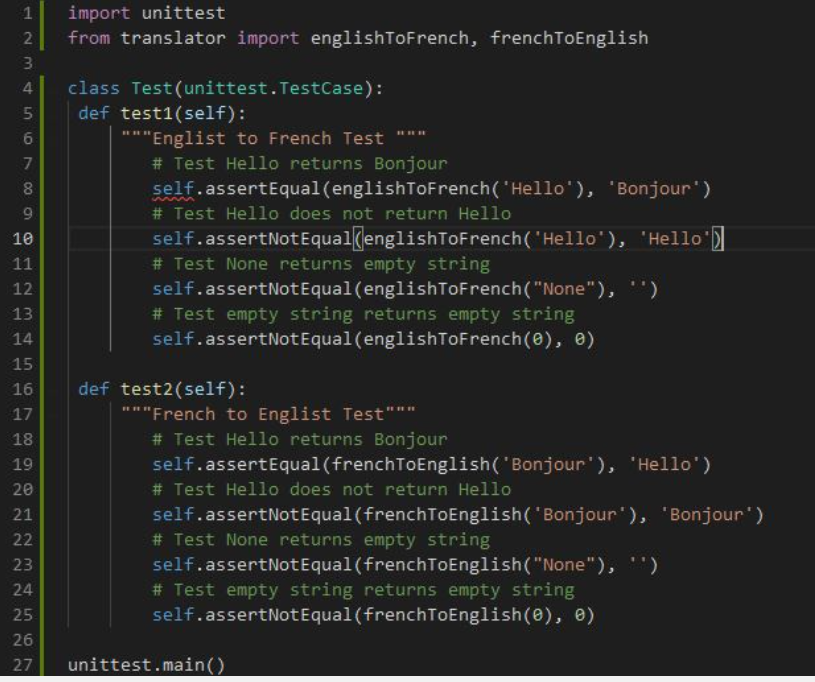 1 import unittest
2 from translator import englishToFrench, frenchToEnglish
3
4 class Test(unittest.TestCase):
5 def test1(self):
6 """Englist to French Test """
7 # Test Hello returns Bonjour
8 self.assertEqual(englishToFrench('Hello'), 'Bonjour')
9 # Test Hello does not return Hello
10 self.assertNotEqual(englishToFrench('Hello'), 'Hello')
11 # Test None returns empty string
12 self.assertNotEqual(englishToFrench("None"), '')
13 # Test empty string returns empty string
14 self.assertNotEqual(englishToFrench(0), 0)
15
16 def test2(self):
17 """French to Englist Test"""
18 # Test Hello returns Bonjour
19 self.assertEqual(frenchToEnglish('Bonjour'), 'Hello')
20 # Test Hello does not return Hello
21 self.assertNotEqual(frenchToEnglish('Bonjour'), 'Bonjour')
22 # Test None returns empty string
23 self.assertNotEqual(frenchToEnglish("None"), '')
24 # Test empty string returns empty string
25 self.assertNotEqual(frenchToEnglish(0), 0)
26
27 unittest.main()